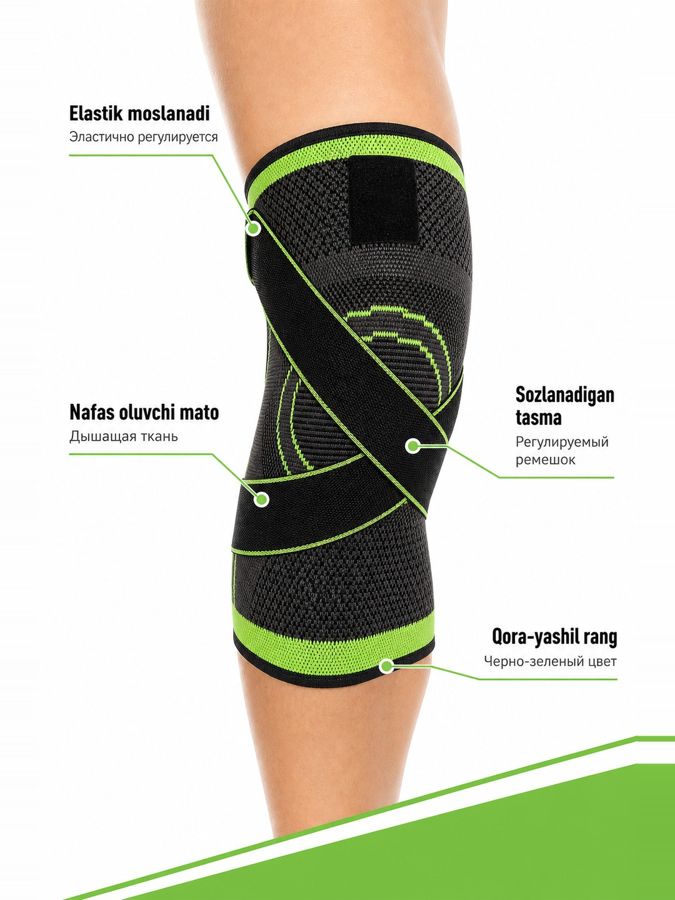 Elastik moslanadi
Эластично регулируется
Nafas oluvchi mato
Дышащая ткань
Sozlanadigan
tasma
Регулируемый
ремешок
Qora-yashil rang
Черно-зеленый цвет